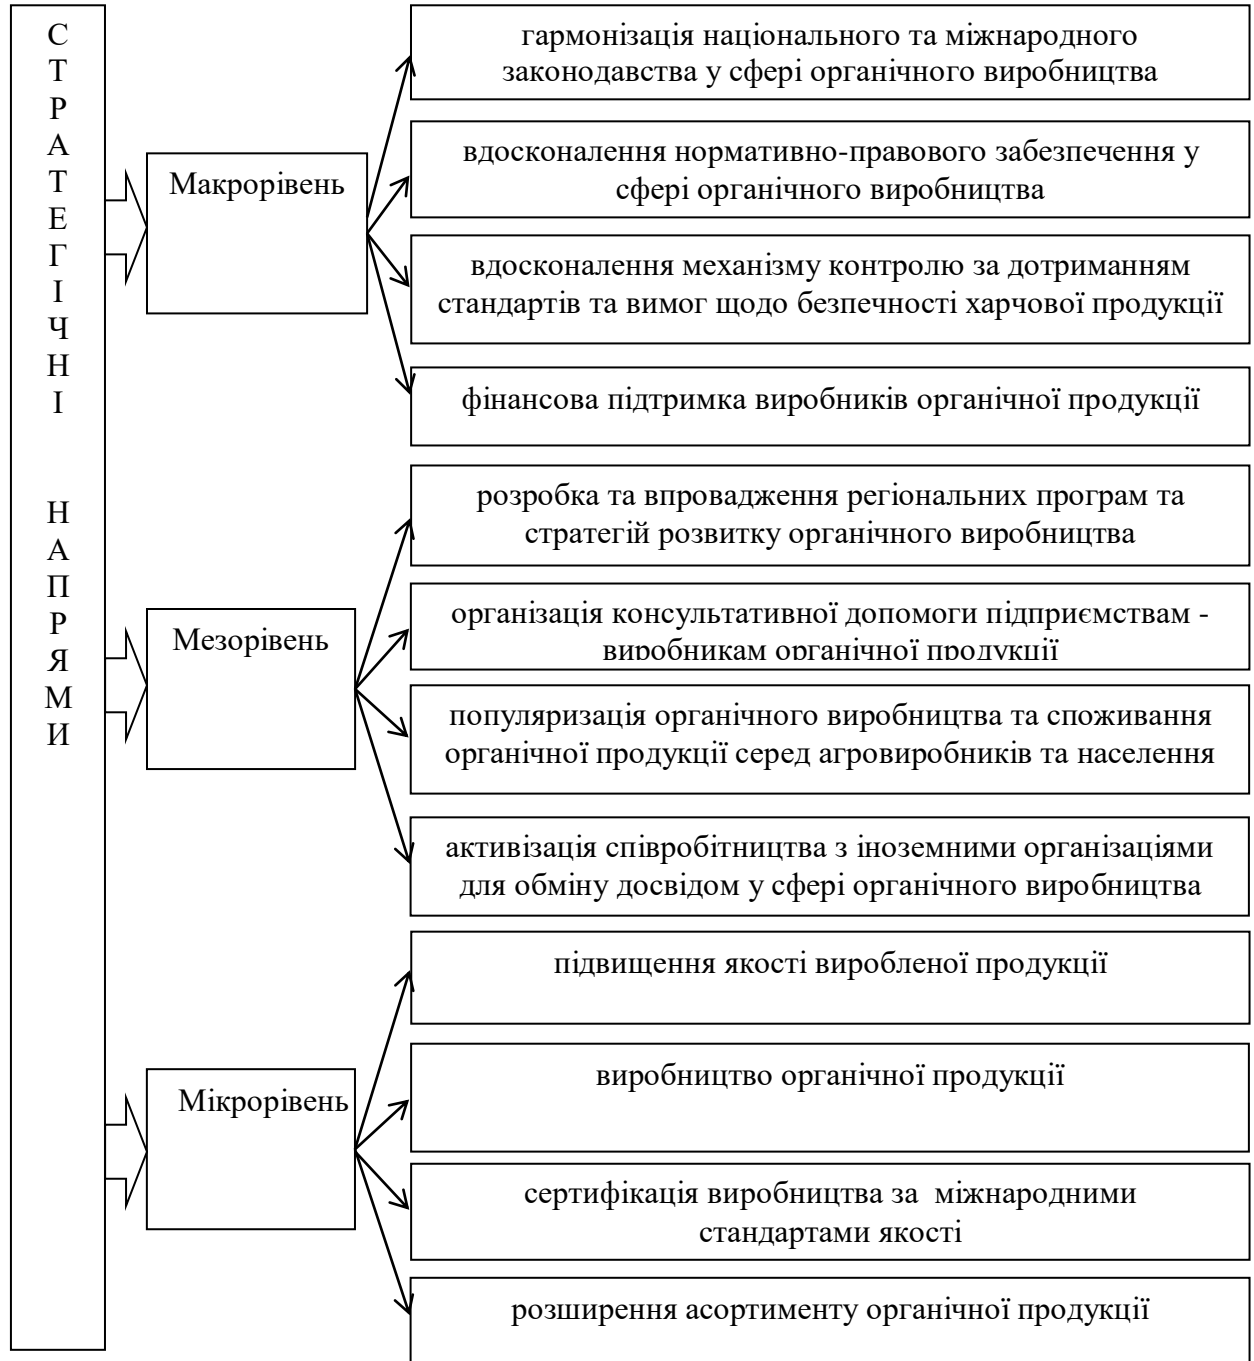 СТРАТЕГІЧНІ НАПРЯМИ
Макрорівень
гармонізація національного та міжнародного
законодавства у сфері органічного виробництва
вдосконалення нормативно-правового забезпечення у
сфері органічного виробництва
вдосконалення механізму контролю за дотриманням
стандартів та вимог щодо безпечності харчової продукції
фінансова підтримка виробників органічної продукції
Мезорівень
розробка та впровадження регіональних програм та
стратегій розвитку органічного виробництва
організація консультативної допомоги підприємствам -
виробникам органічної продукції
популяризація органічного виробництва та споживання
органічної продукції серед агровиробників та населення
активізація співробітництва з іноземними організаціями
для обміну досвідом у сфері органічного виробництва
Мікрорівень
підвищення якості виробленої продукції
виробництво органічної продукції
сертифікація виробництва за міжнародними
стандартами якості
розширення асортименту органічної продукції